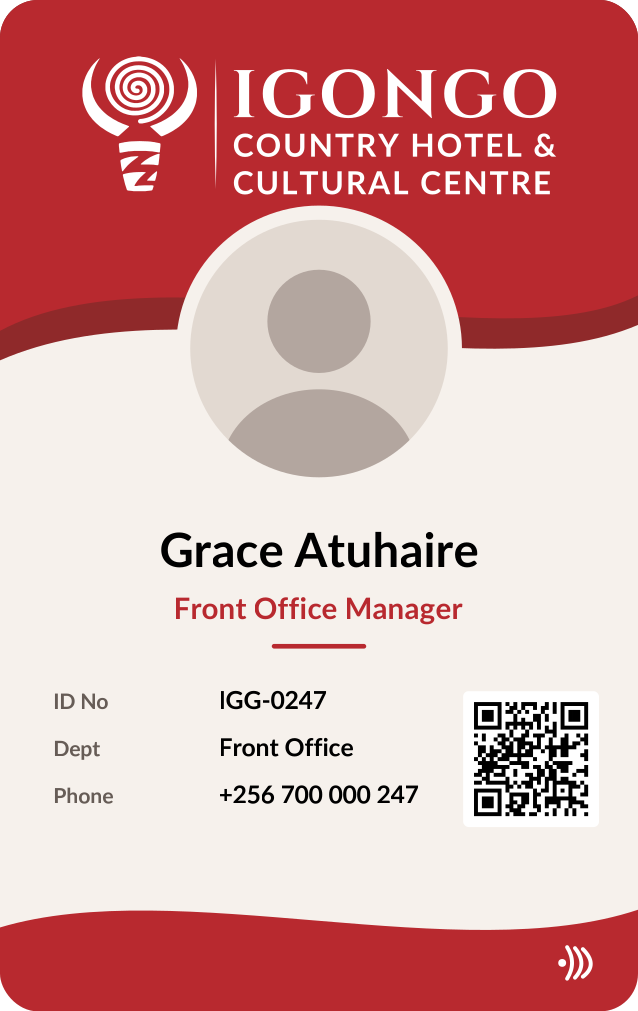 IGONGO
COUNTRY HOTEL &
CULTURAL CENTRE
Grace Atuhaire
Front Office Manager
ID No IGG-0247
Dept Front Office
Phone +256 700 000 247